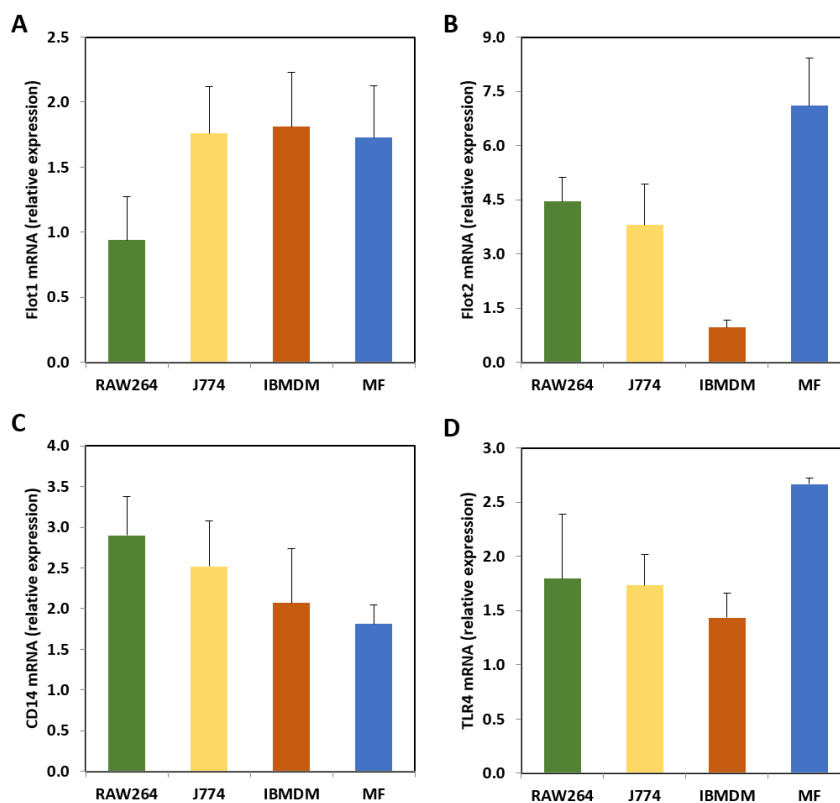 A
Flot1 mRNA (relative expression)
2.5
2.0
1.5
1.0
0.5
0.0
RAW264 J774 IBMDM MF
B
Flot2 mRNA (relative expression)
9.0
7.5
6.0
4.5
3.0
1.5
0.0
RAW264 J774 IBMDM MF
C
CD14 mRNA (relative expression)
4.0
3.5
3.0
2.5
2.0
1.5
1.0
0.5
0.0
RAW264 J774 IBMDM MF
D
TLR4 mRNA (relative expression)
3.0
2.5
2.0
1.5
1.0
0.5
0.0
RAW264 J774 IBMDM MF